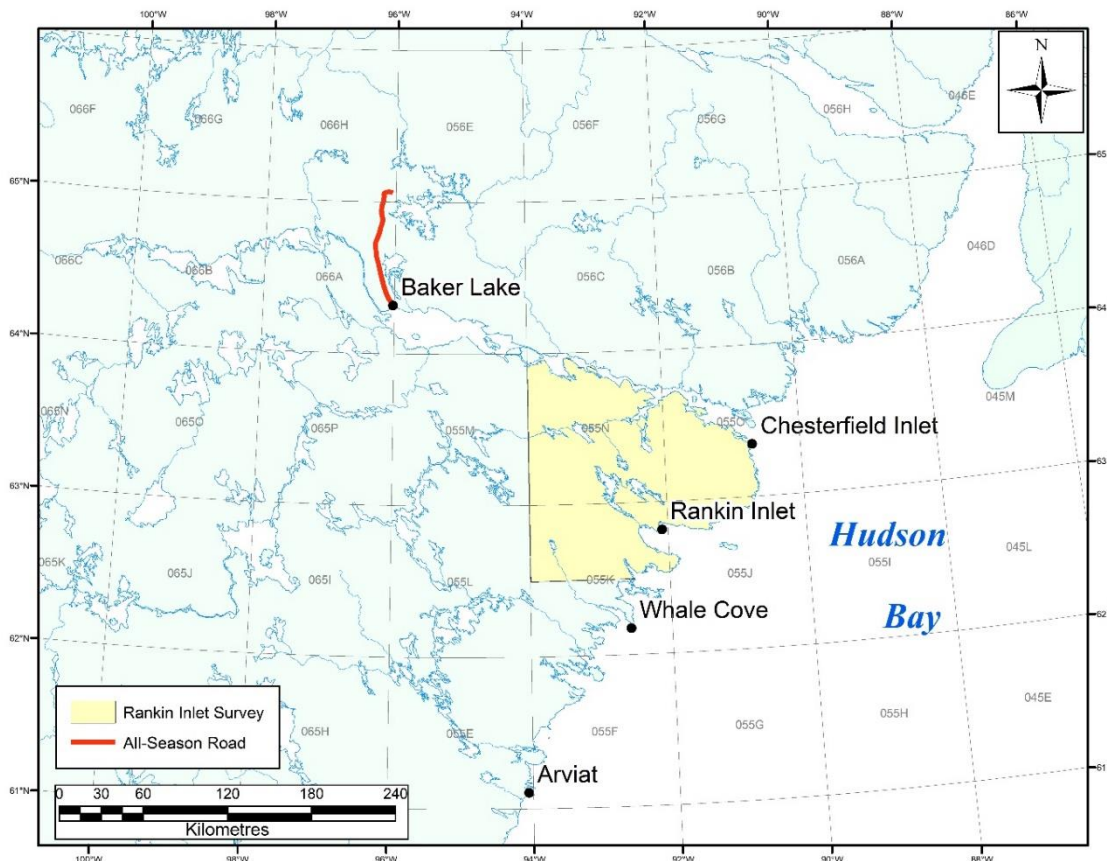 100°W 98°W 96°W 94°W 92°W 90°W 88°W 86°W
N
066F 066G 066H 056E 056F 056G 056H 046E
65°N 65
066C 066B 066A 056C 056B 056A 046D
Baker Lake
64°N 64
065N 065O 065P 055M 055N 055O 045M
Chesterfield Inlet
63°N 63
Rankin Inlet
Hudson
065K 065J 065I 055L 055K 055J 055I 045L
Whale Cove
Bay
62°N 62
Rankin Inlet Survey
All-Season Road
065H 055E 055F 055G 055H 045E
Arviat
61°N 61
0 15 30 60 120 180 240
Kilometres
100°W 98°W 96°W 94°W 92°W 90°W 88°W